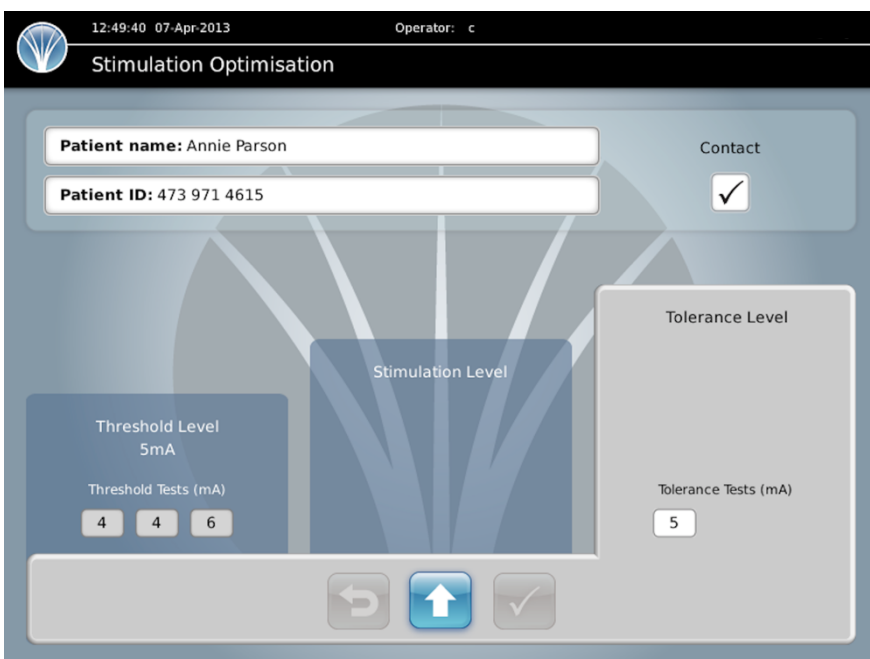 12:49:40 07-Apr-2013 Operator: c
Stimulation Optimisation
Patient name: Annie Parson
Contact
Patient ID: 473 971 4615
Tolerance Level
Stimulation Level
Threshold Level
5mA
Threshold Tests (mA)
4 4 6
Tolerance Tests (mA)
5